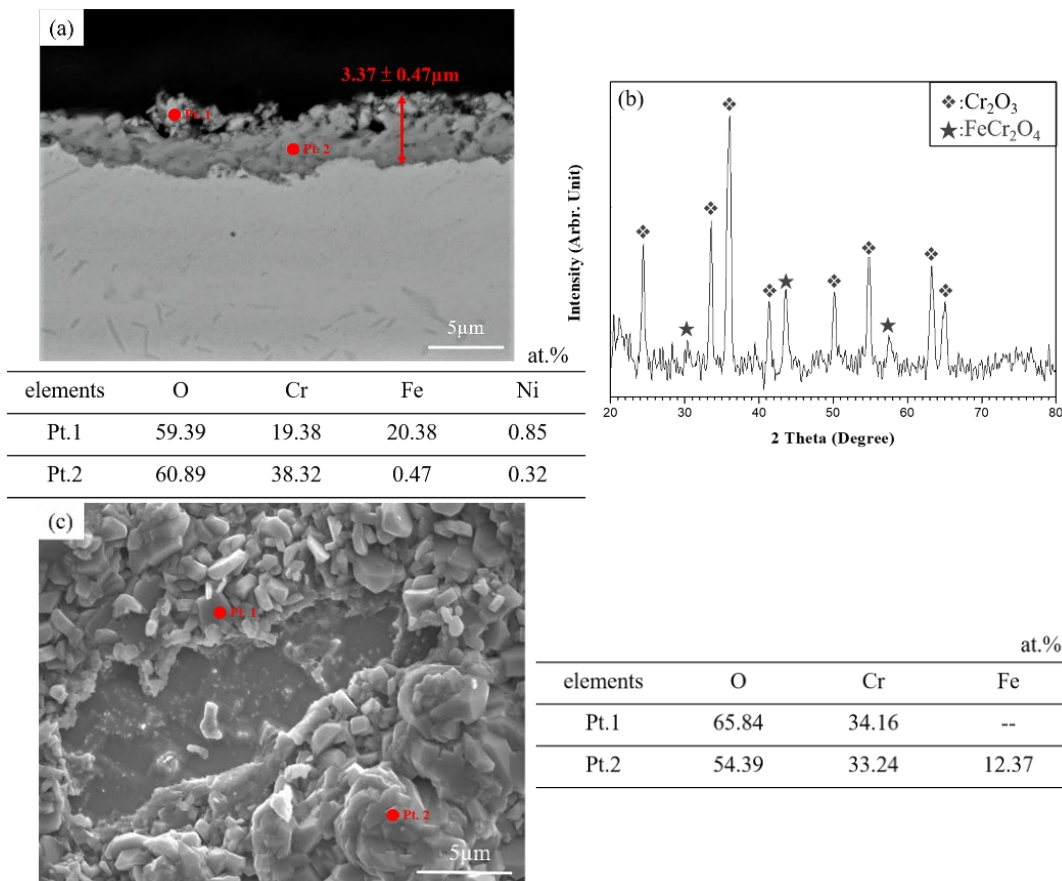 (a)
3.37 ± 0.47μm
Pt. 1
Pt. 2
5μm
at.%
elements O Cr Fe Ni
Pt.1 59.39 19.38 20.38 0.85
Pt.2 60.89 38.32 0.47 0.32
(b)
❖:Cr₂O₃
★:FeCr₂O₄
Intensity (Arbr. Unit)
20 30 40 50 60 70 80
2 Theta (Degree)
(c)
Pt. 1
Pt. 2
5μm
at.%
elements O Cr Fe
Pt.1 65.84 34.16 --
Pt.2 54.39 33.24 12.37